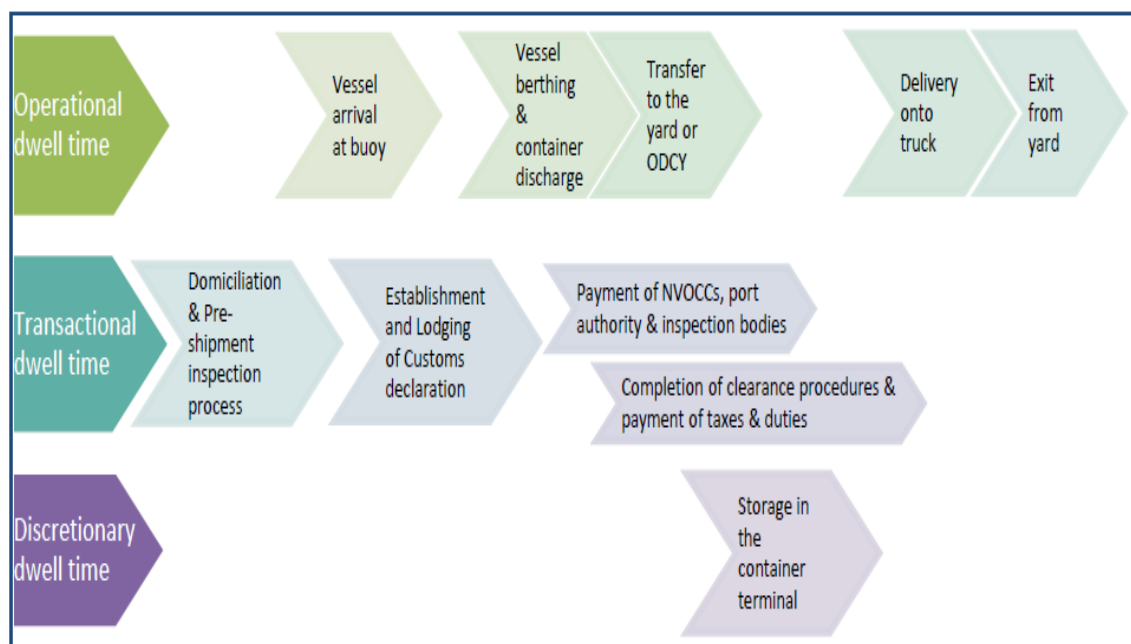 Operational
dwell time
Vessel
arrival
at buoy
Vessel
berthing
&
container
discharge
Transfer
to the
yard or
ODCY
Delivery
onto
truck
Exit
from
yard
Transactional
dwell time
Domiciliation
& Pre-
shipment
inspection
process
Establishment
and Lodging
of Customs
declaration
Payment of NVOCCs, port
authority & inspection bodies
Completion of clearance procedures &
payment of taxes & duties
Discretionary
dwell time
Storage in
the
container
terminal